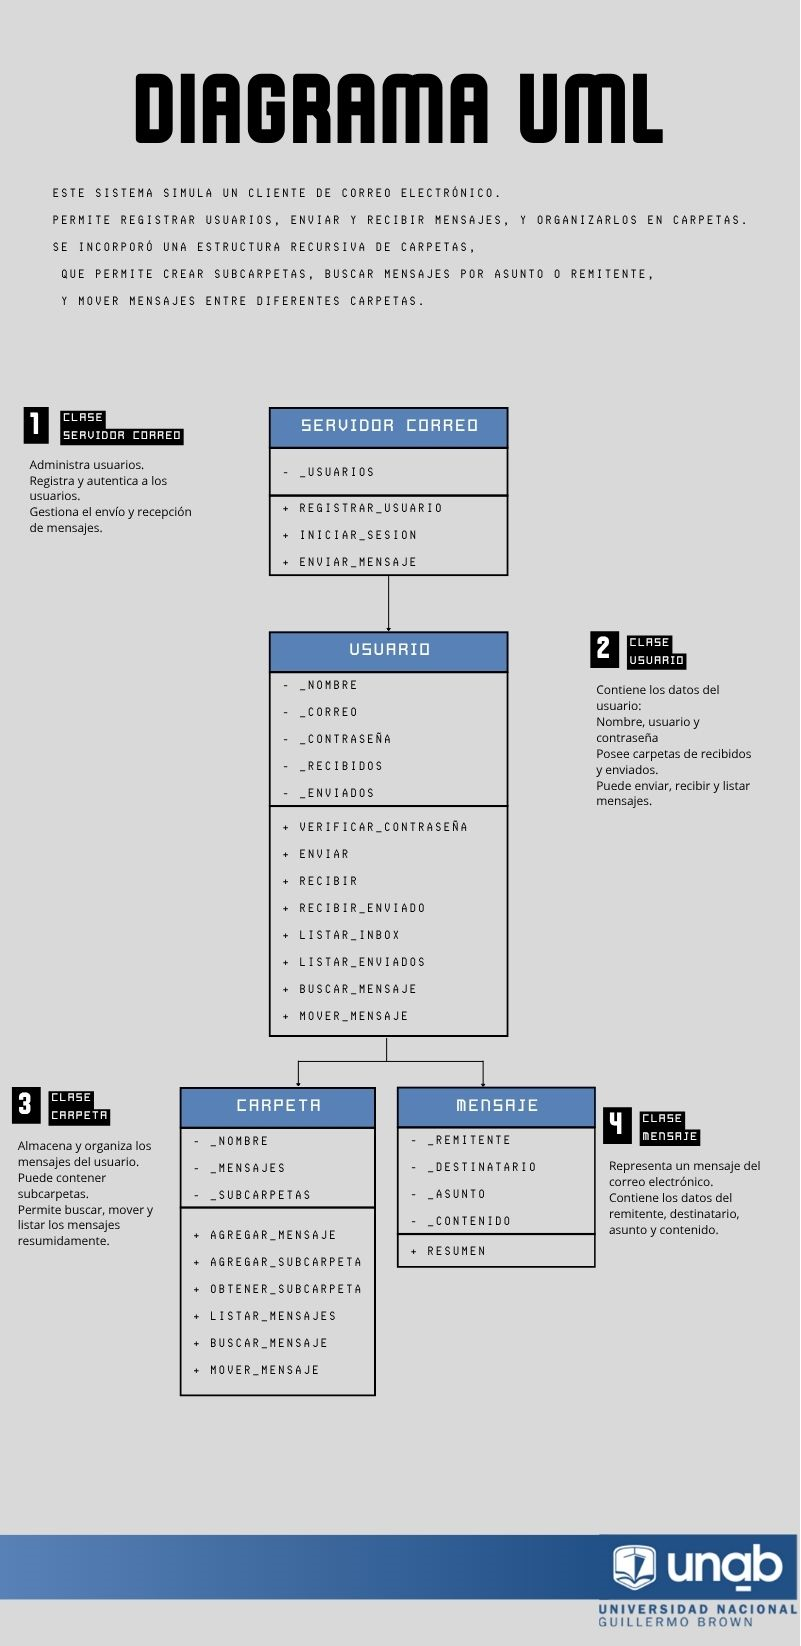 DIAGRAMA UML
ESTE SISTEMA SIMULA UN CLIENTE DE CORREO ELECTRÓNICO.
PERMITE REGISTRAR USUARIOS, ENVIAR Y RECIBIR MENSAJES, Y ORGANIZARLOS EN CARPETAS.
SE INCORPORÓ UNA ESTRUCTURA RECURSIVA DE CARPETAS,
QUE PERMITE CREAR SUBCARPETAS, BUSCAR MENSAJES POR ASUNTO O REMITENTE,
Y MOVER MENSAJES ENTRE DIFERENTES CARPETAS.
1
CLASE
SERVIDOR CORREO
Administra usuarios.
Registra y autentica a los
usuarios.
Gestiona el envío y recepción
de mensajes.
SERVIDOR CORREO
- _USUARIOS
+ REGISTRAR_USUARIO
+ INICIAR_SESION
+ ENVIAR_MENSAJE
USUARIO
- _NOMBRE
- _CORREO
- _CONTRASEÑA
- _RECIBIDOS
- _ENVIADOS
+ VERIFICAR_CONTRASEÑA
+ ENVIAR
+ RECIBIR
+ RECIBIR_ENVIADO
+ LISTAR_INBOX
+ LISTAR_ENVIADOS
+ BUSCAR_MENSAJE
+ MOVER_MENSAJE
2
CLASE
USUARIO
Contiene los datos del
usuario:
Nombre, usuario y
contraseña
Posee carpetas de recibidos
y enviados.
Puede enviar, recibir y listar
mensajes.
3
CLASE
CARPETA
Almacena y organiza los
mensajes del usuario.
Puede contener
subcarpetas.
Permite buscar, mover y
listar los mensajes
resumidamente.
CARPETA
- _NOMBRE
- _MENSAJES
- _SUBCARPETAS
+ AGREGAR_MENSAJE
+ AGREGAR_SUBCARPETA
+ OBTENER_SUBCARPETA
+ LISTAR_MENSAJES
+ BUSCAR_MENSAJE
+ MOVER_MENSAJE
MENSAJE
- _REMITENTE
- _DESTINATARIO
- _ASUNTO
- _CONTENIDO
+ RESUMEN
4
CLASE
MENSAJE
Representa un mensaje del
correo electrónico.
Contiene los datos del
remitente, destinatario,
asunto y contenido.
unab
UNIVERSIDAD NACIONAL
GUILLERMO BROWN